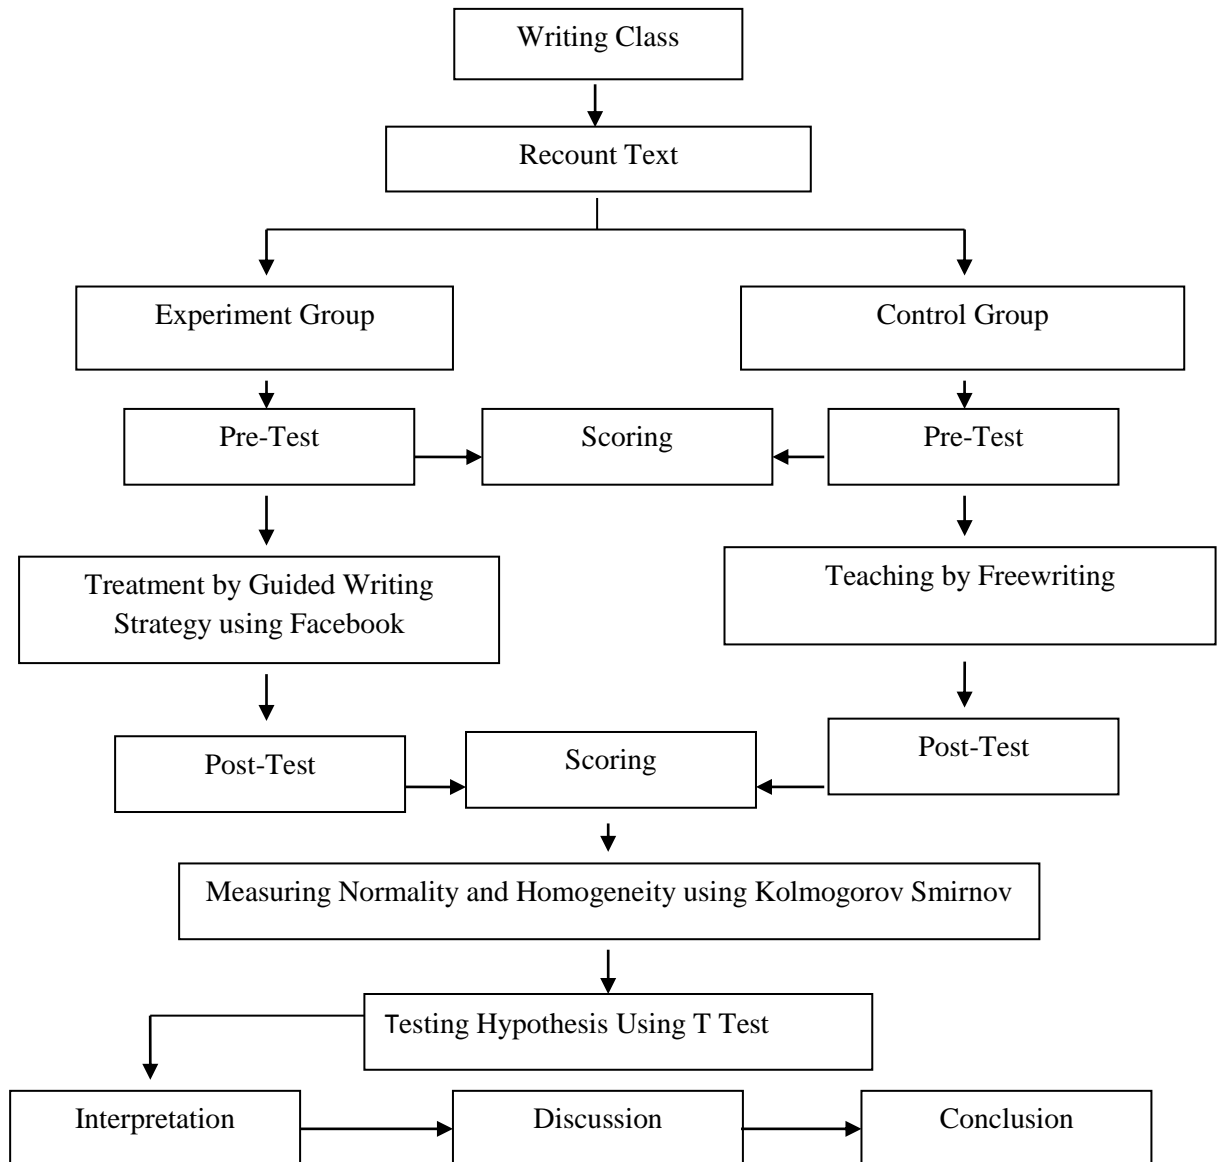 Writing Class
Recount Text
Experiment Group
Control Group
Pre-Test
Scoring
Pre-Test
Treatment by Guided Writing
Strategy using Facebook
Teaching by Freewriting
Post-Test
Scoring
Post-Test
Measuring Normality and Homogeneity using Kolmogorov Smirnov
Testing Hypothesis Using T Test
Interpretation
Discussion
Conclusion